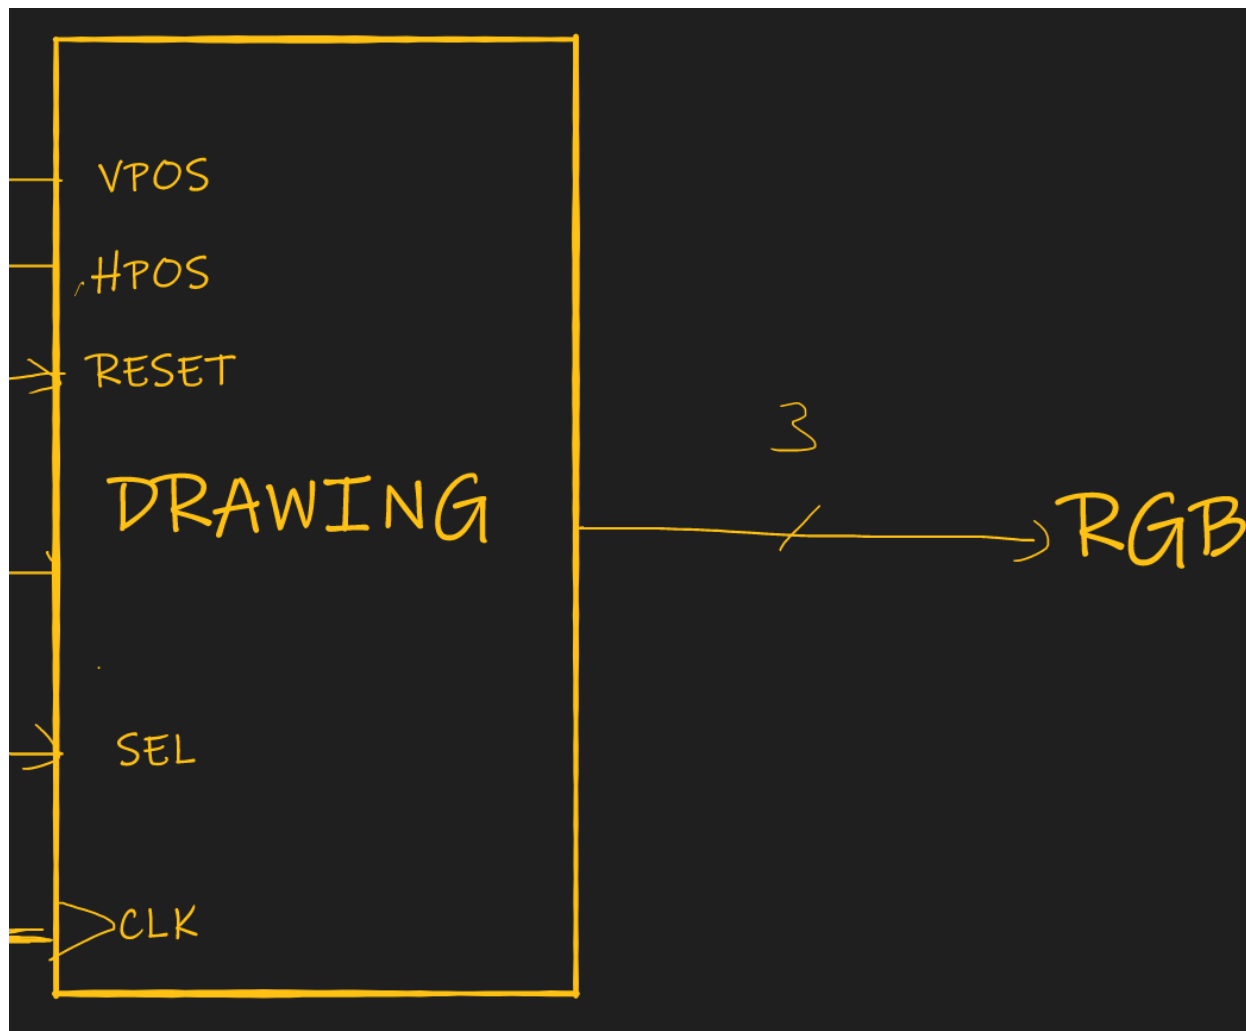 VPOS
HPOS
RESET
3
DRAWING
RGB
SEL
CLK